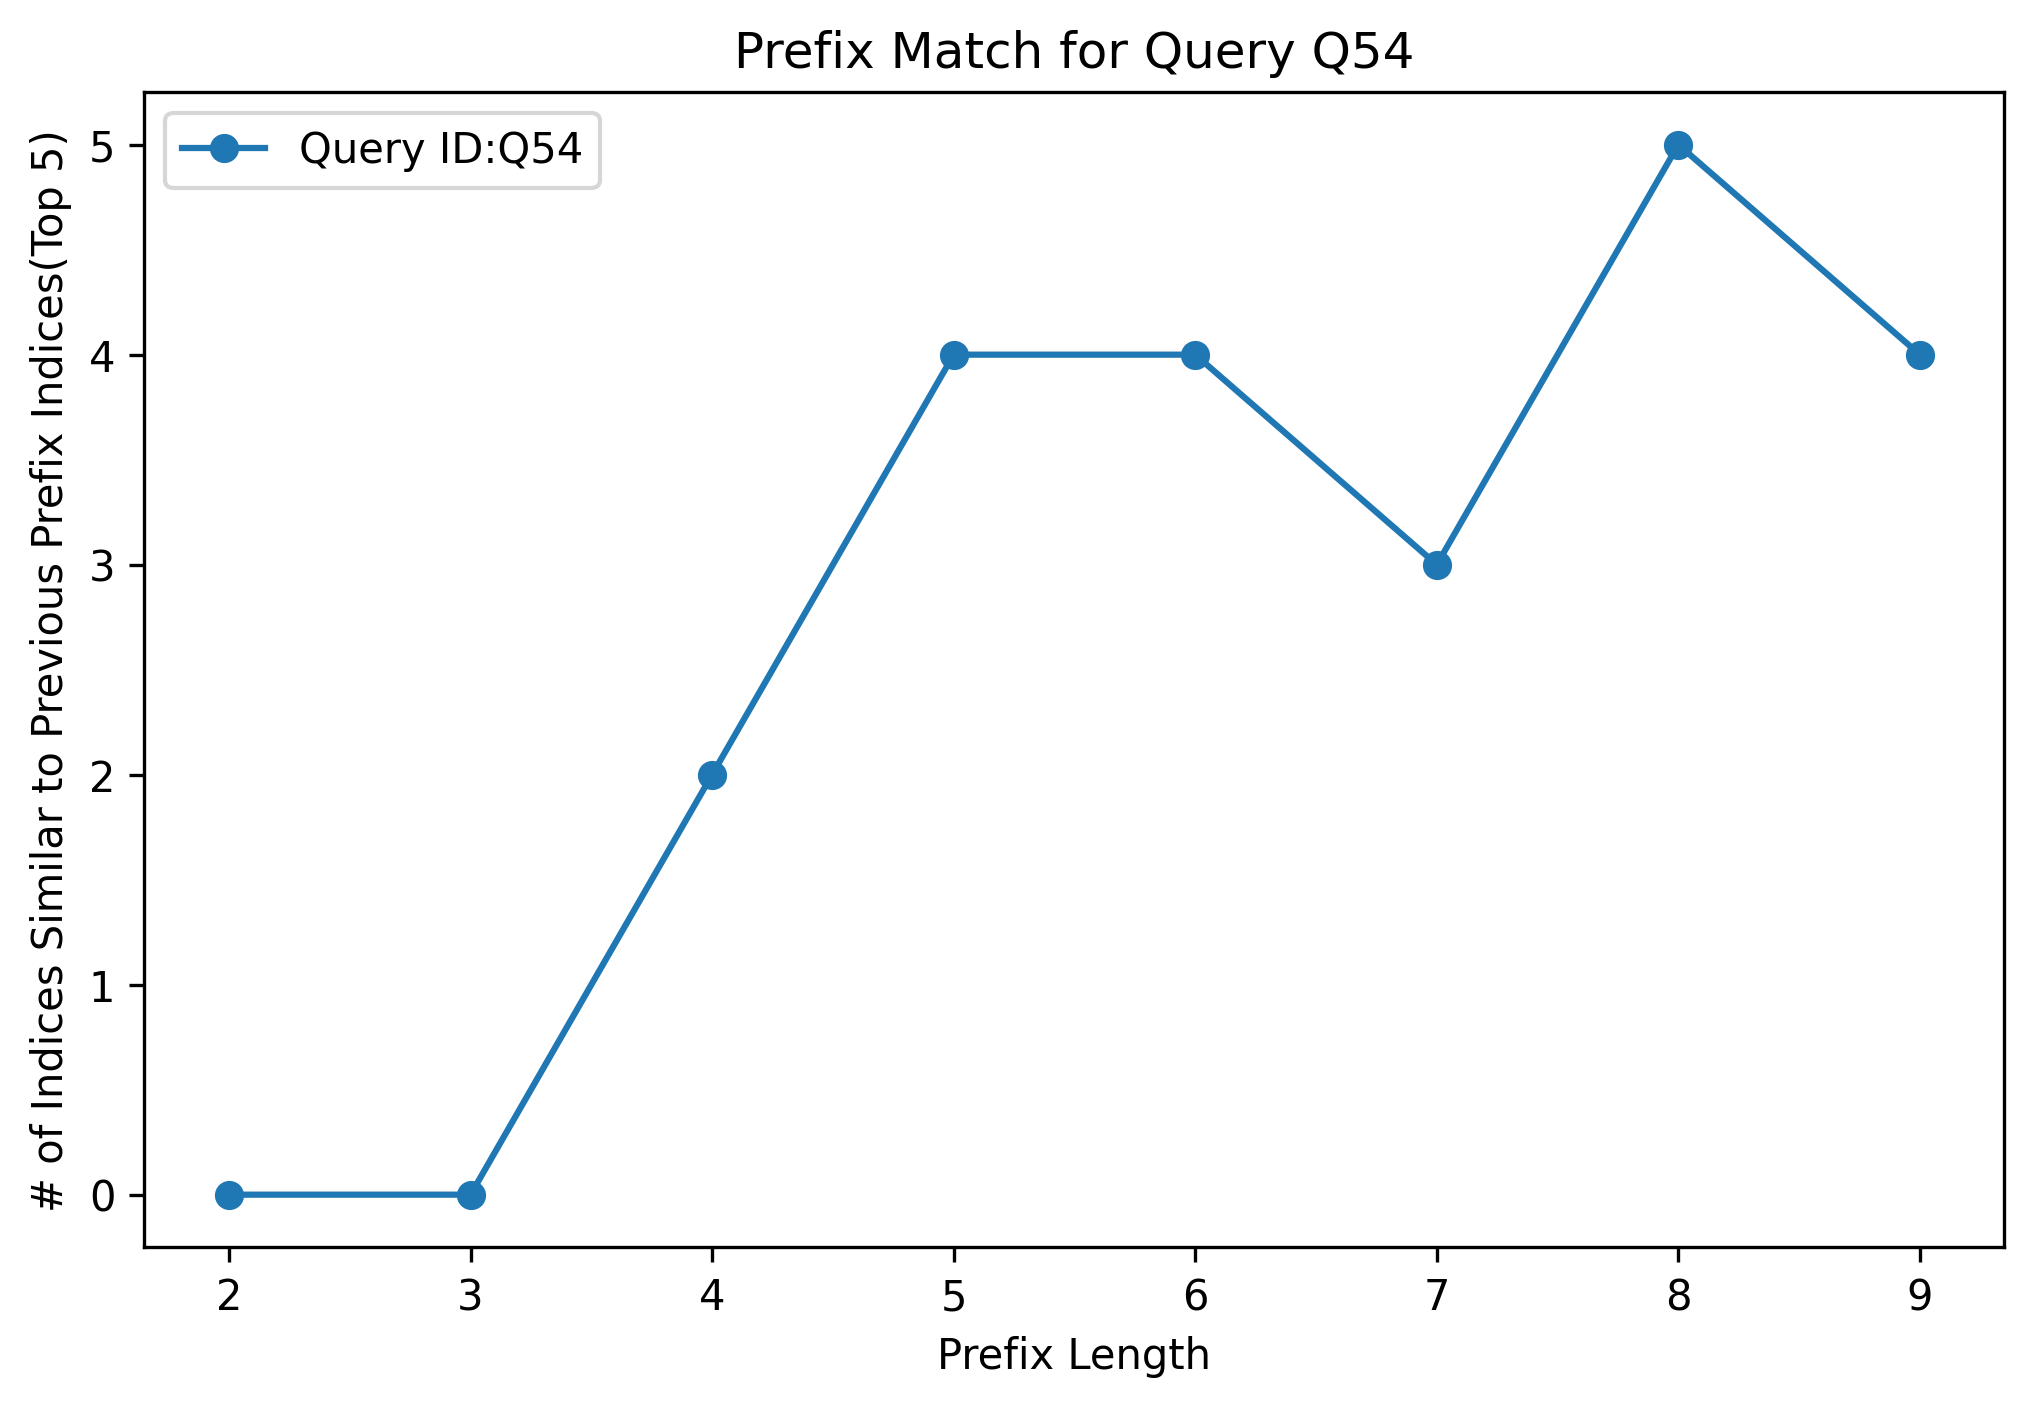 Prefix Match for Query Q54
Query ID:Q54
# of Indices Similar to Previous Prefix Indices(Top 5)
5
4
3
2
1
0
2 3 4 5 6 7 8 9
Prefix Length